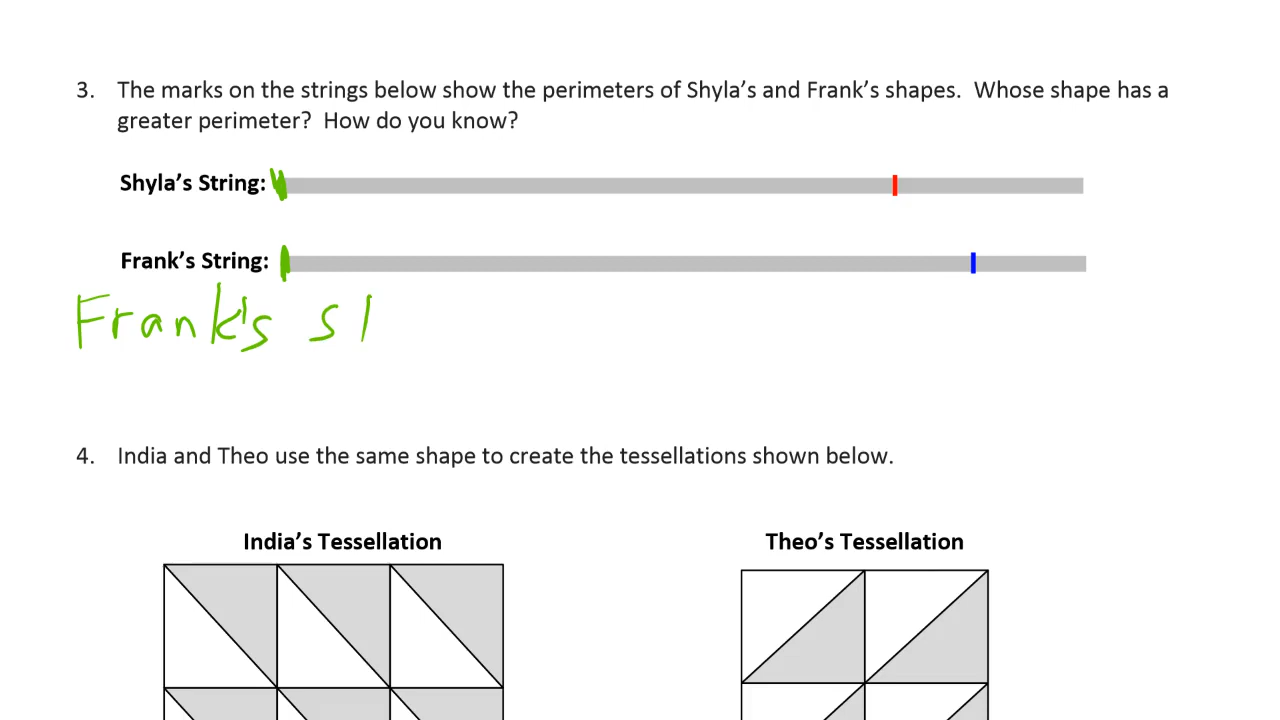 3. The marks on the strings below show the perimeters of Shyla’s and Frank’s shapes. Whose shape has a
greater perimeter? How do you know?
Shyla’s String:
Frank’s String:
Frank's s
4. India and Theo use the same shape to create the tessellations shown below.
India’s Tessellation
Theo’s Tessellation